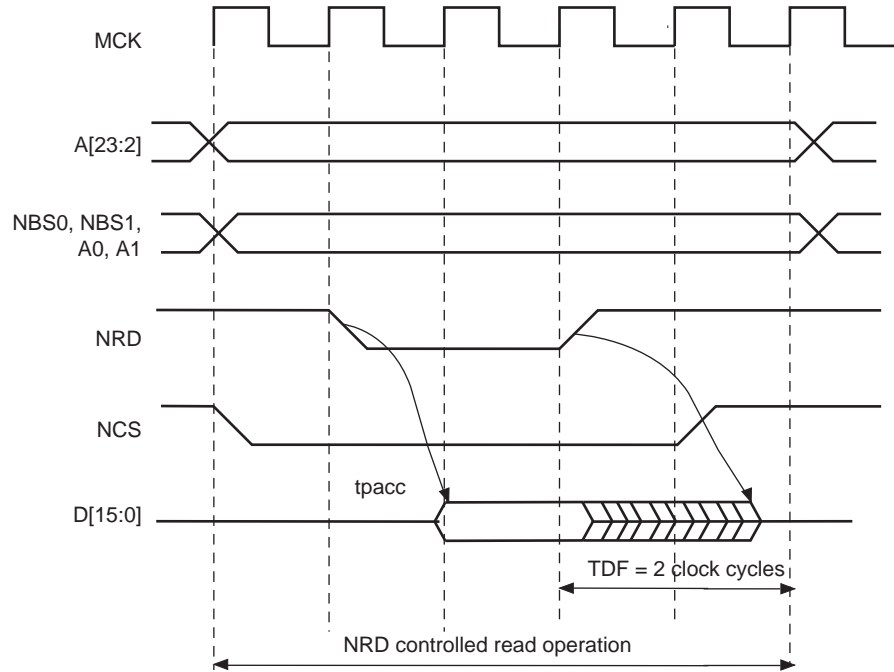 MCK
A[23:2]
NBS0, NBS1,
A0, A1
NRD
NCS
tpacc
D[15:0]
TDF = 2 clock cycles
NRD controlled read operation